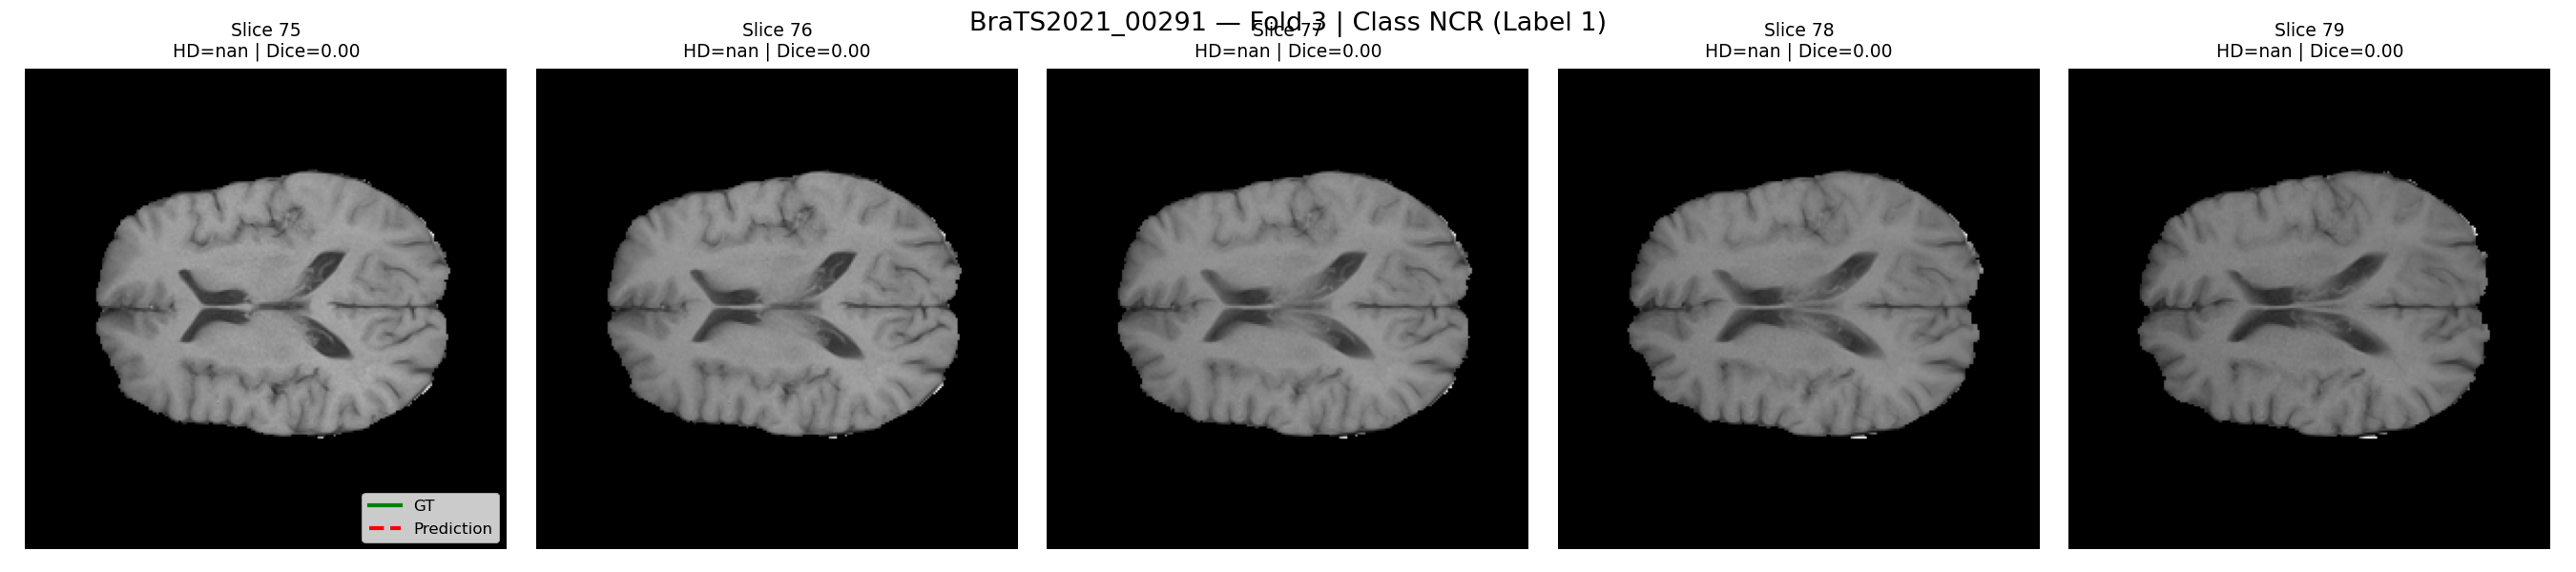 BraTS2021_00291 — Fold 3 | Class NCR (Label 1)
Slice 75
HD=nan | Dice=0.00
Slice 76
HD=nan | Dice=0.00
Slice 77
HD=nan | Dice=0.00
Slice 78
HD=nan | Dice=0.00
Slice 79
HD=nan | Dice=0.00
GT
Prediction